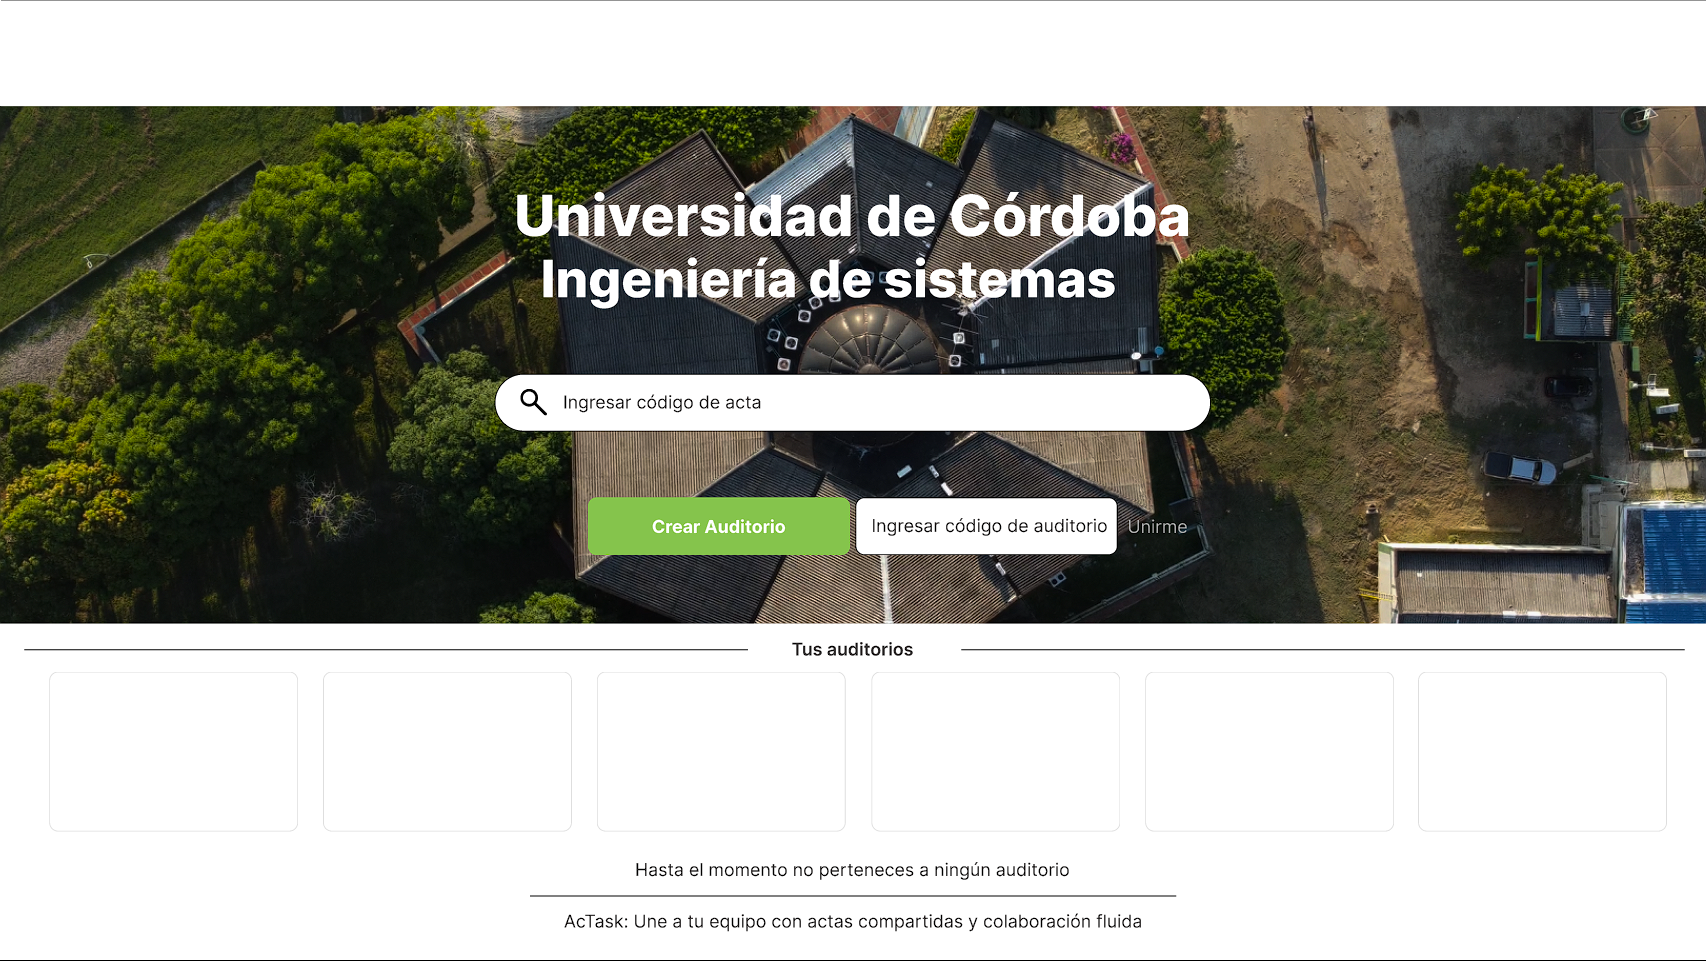 Universidad de Córdoba
Ingeniería de sistemas
Ingresar código de acta
Crear Auditorio
Ingresar código de auditorio
Unirme
Tus auditorios
Hasta el momento no perteneces a ningún auditorio
AcTask: Une a tu equipo con actas compartidas y colaboración fluida